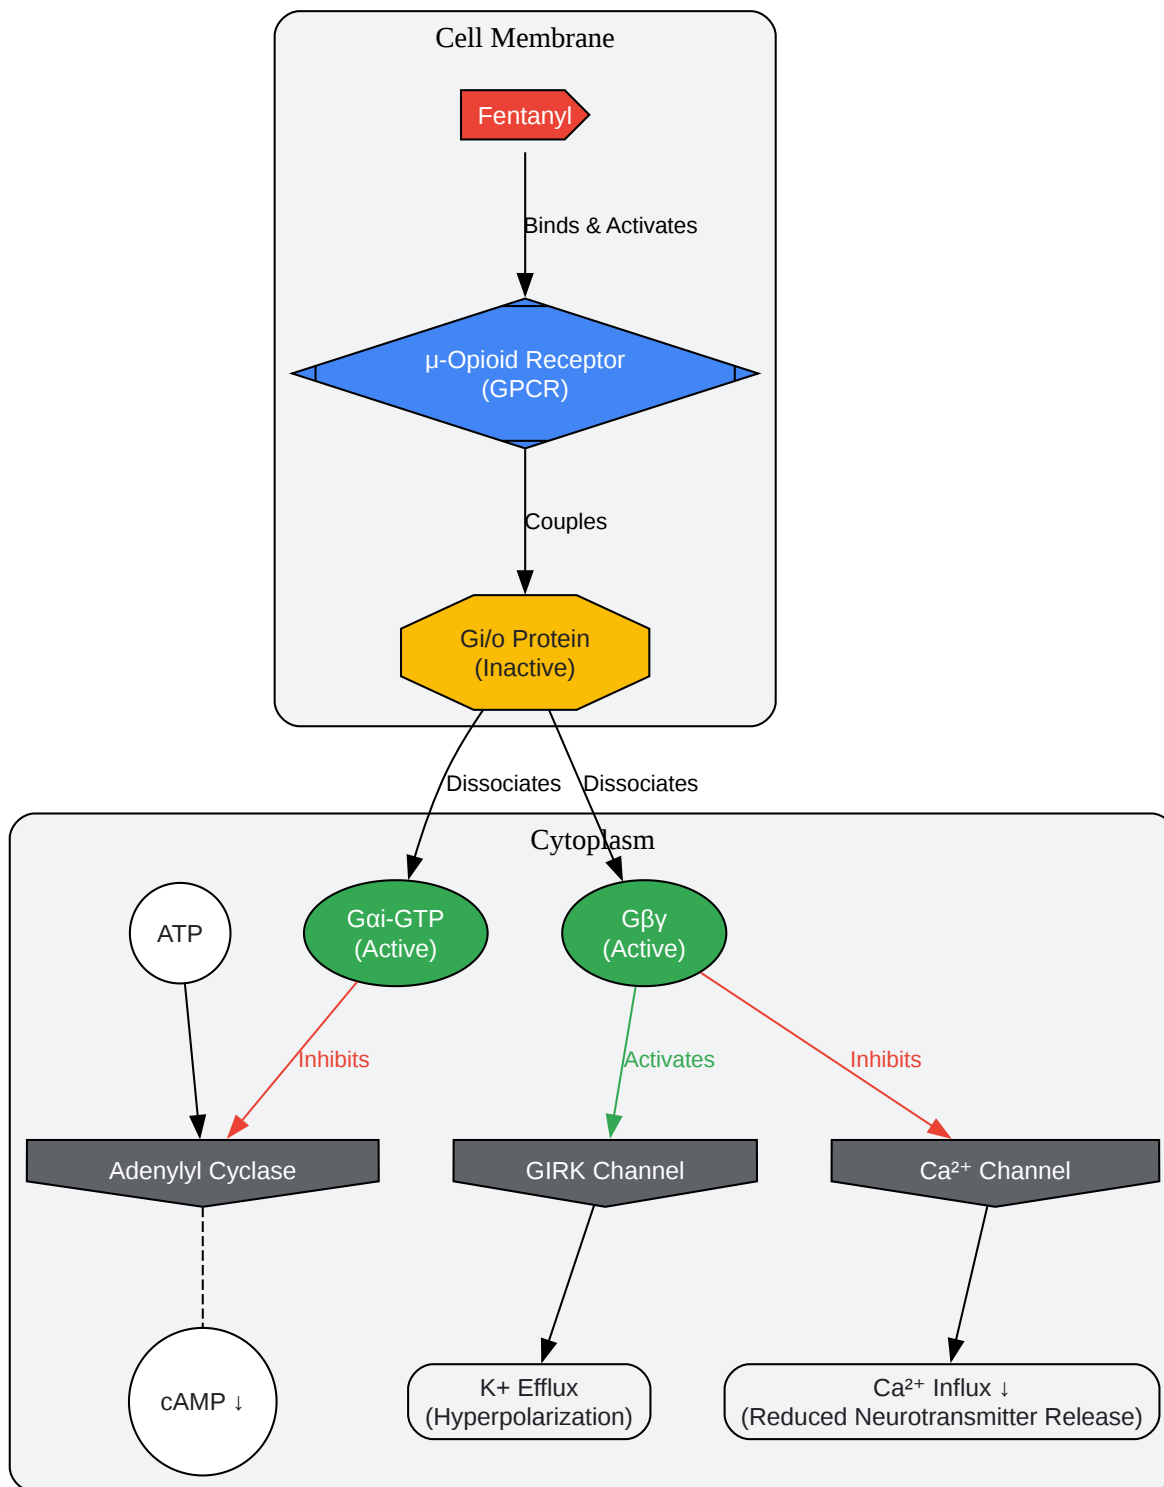 Cell Membrane
Fentanyl
Binds & Activates
μ-Opioid Receptor
(GPCR)
Couples
Gi/o Protein
(Inactive)
Dissociates
Dissociates
Cytoplasm
ATP
Gαi-GTP
(Active)
Gβγ
(Active)
Inhibits
Activates
Inhibits
Adenylyl Cyclase
GIRK Channel
Ca²⁺ Channel
cAMP ↓
K+ Efflux
(Hyperpolarization)
Ca²⁺ Influx ↓
(Reduced Neurotransmitter Release)